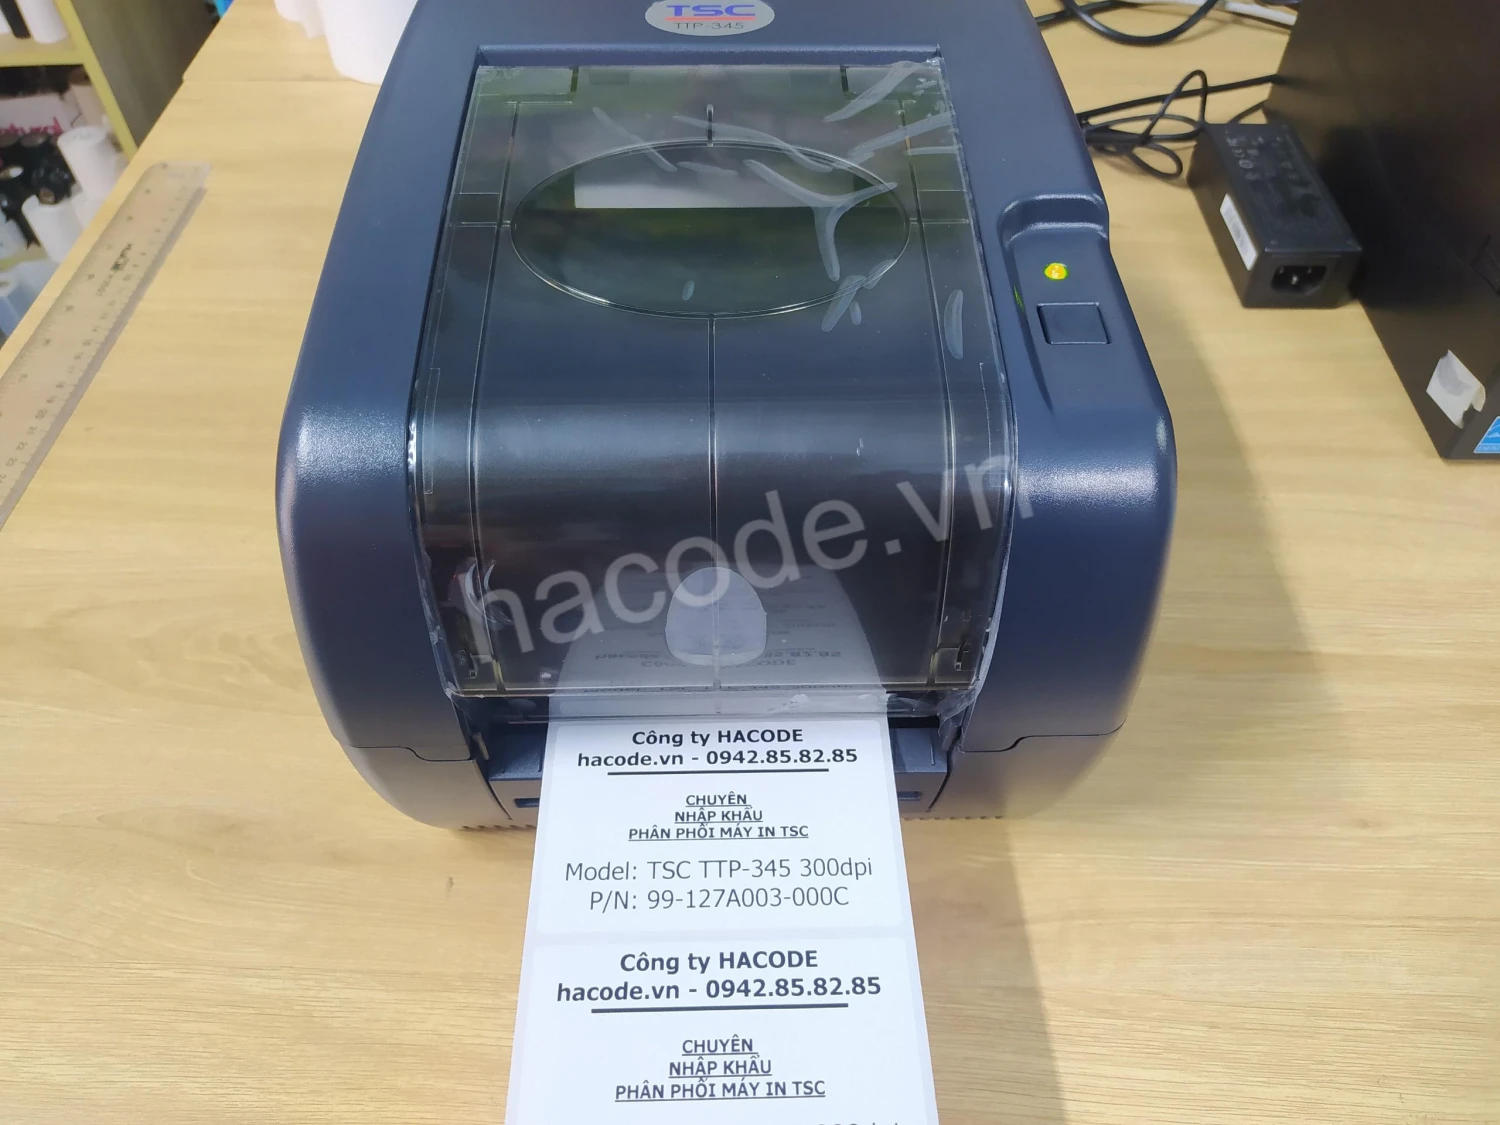 TSC
TTP-345
hacode.vn
Công ty HACODE
hacode.vn - 0942.85.82.85
CHUYÊN
NHẬP KHẨU
PHÂN PHỐI MÁY IN TSC
Model: TSC TTP-345 300dpi
P/N: 99-127A003-000C
Công ty HACODE
hacode.vn - 0942.85.82.85
CHUYÊN
NHẬP KHẨU
PHÂN PHỐI MÁY IN TSC